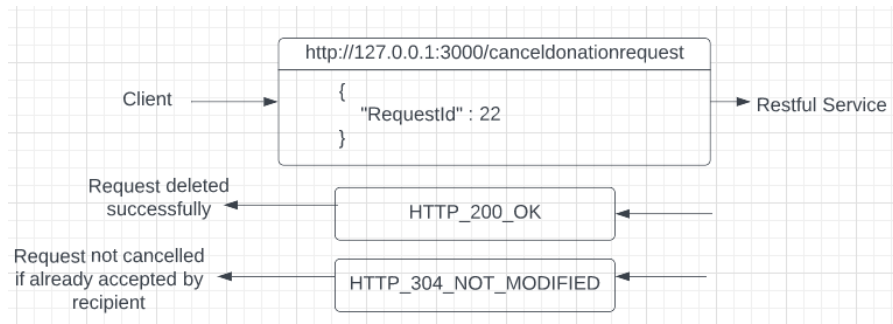 http://127.0.0.1:3000/canceldonationrequest
Client
{
"RequestId" : 22
}
Restful Service
Request deleted
successfully
HTTP_200_OK
Request not cancelled
if already accepted by
recipient
HTTP_304_NOT_MODIFIED